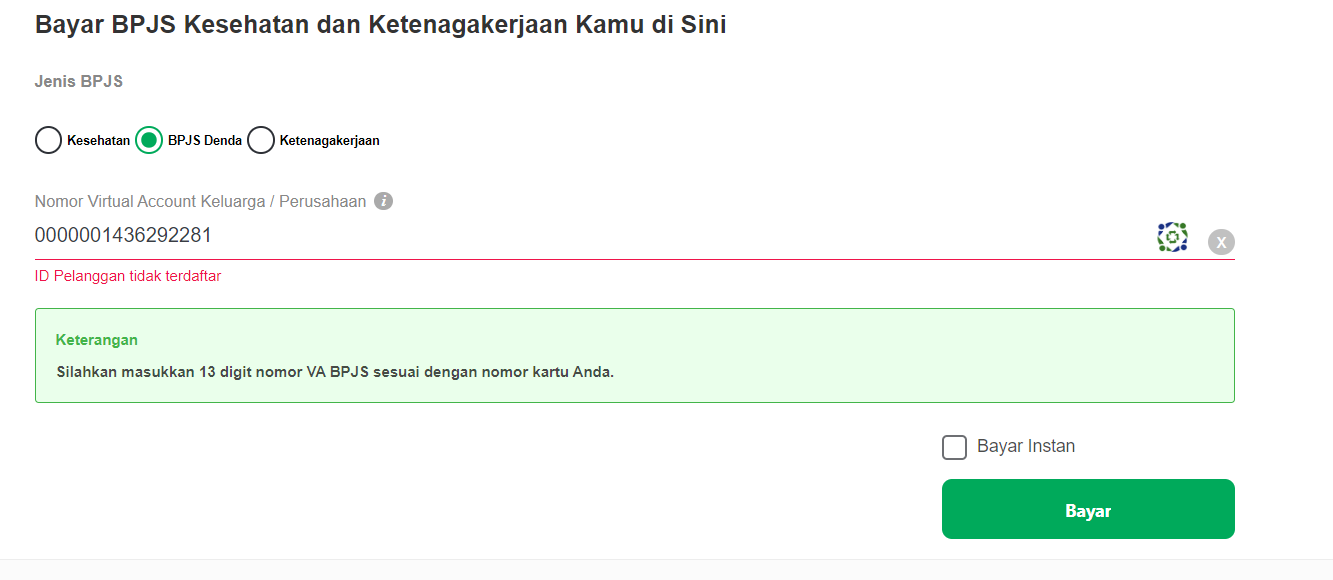 Bayar BPJS Kesehatan dan Ketenagakerjaan Kamu di Sini
Jenis BPJS
Kesehatan BPJS Denda Ketenagakerjaan
Nomor Virtual Account Keluarga / Perusahaan i
0000001436292281
X
ID Pelanggan tidak terdaftar
Keterangan
Silahkan masukkan 13 digit nomor VA BPJS sesuai dengan nomor kartu Anda.
Bayar Instan
Bayar